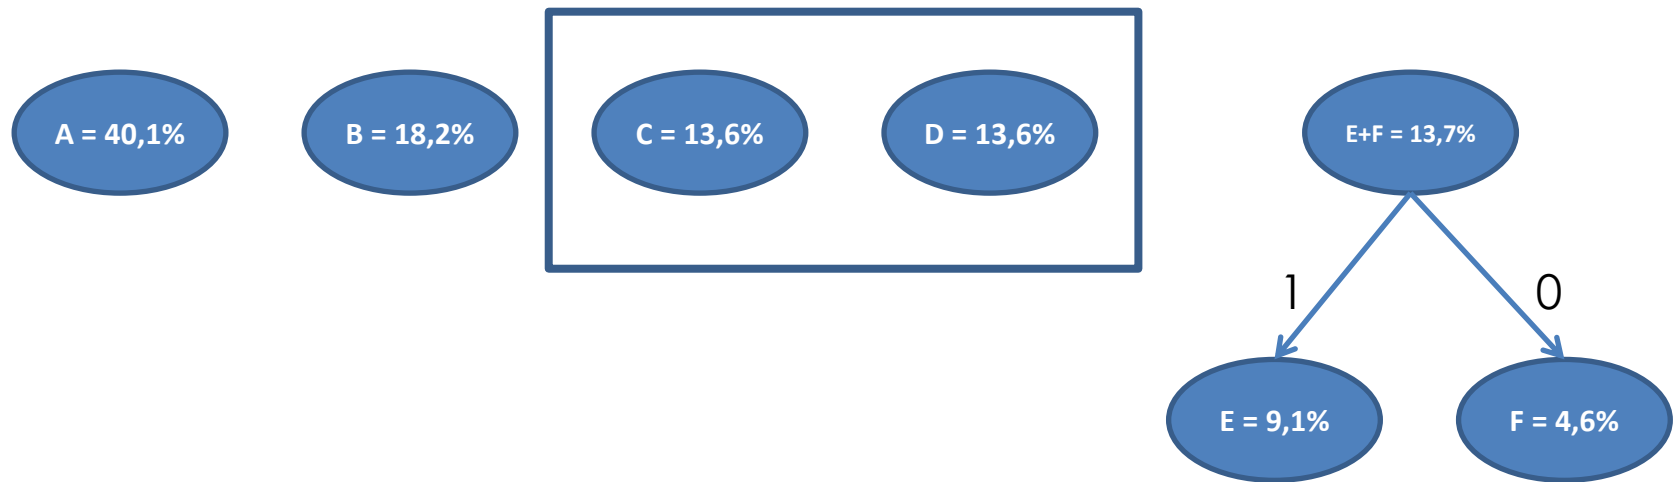 A = 40,1%
B = 18,2%
C = 13,6%
D = 13,6%
E+F = 13,7%
1
0
E = 9,1%
F = 4,6%